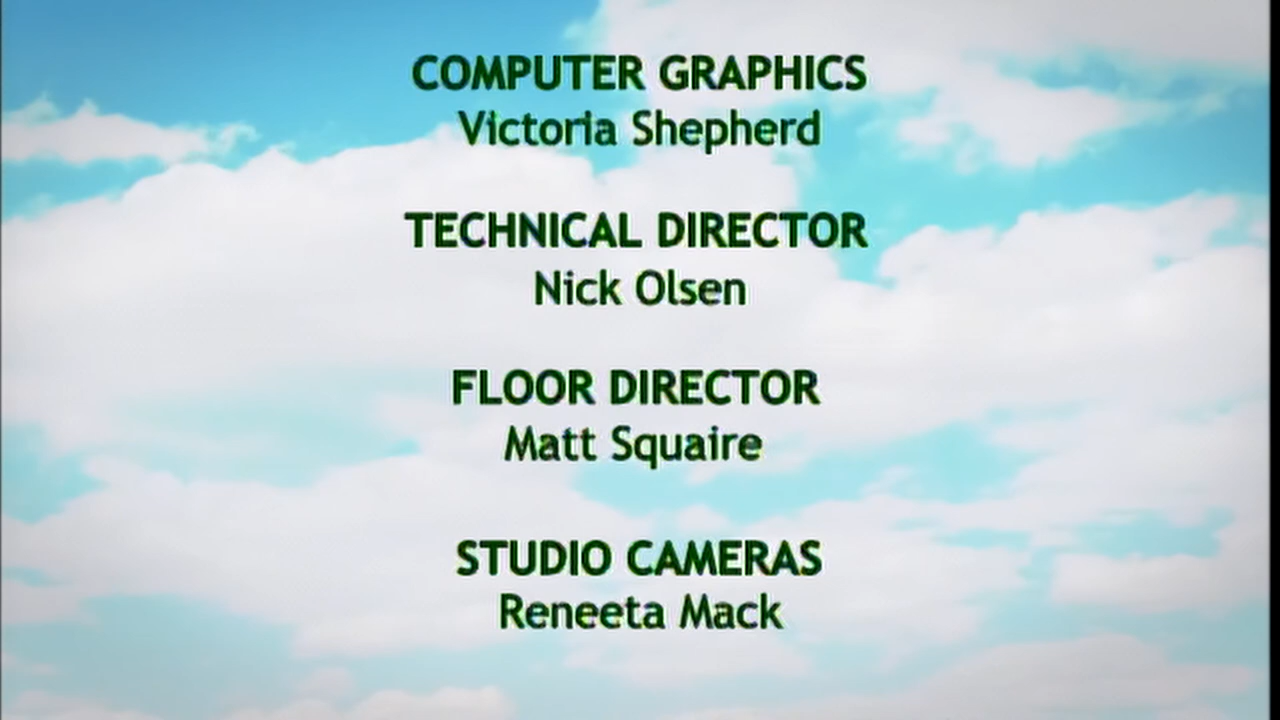 COMPUTER GRAPHICS
Victoria Shepherd
TECHNICAL DIRECTOR
Nick Olsen
FLOOR DIRECTOR
Matt Squaire
STUDIO CAMERAS
Reneeta Mack